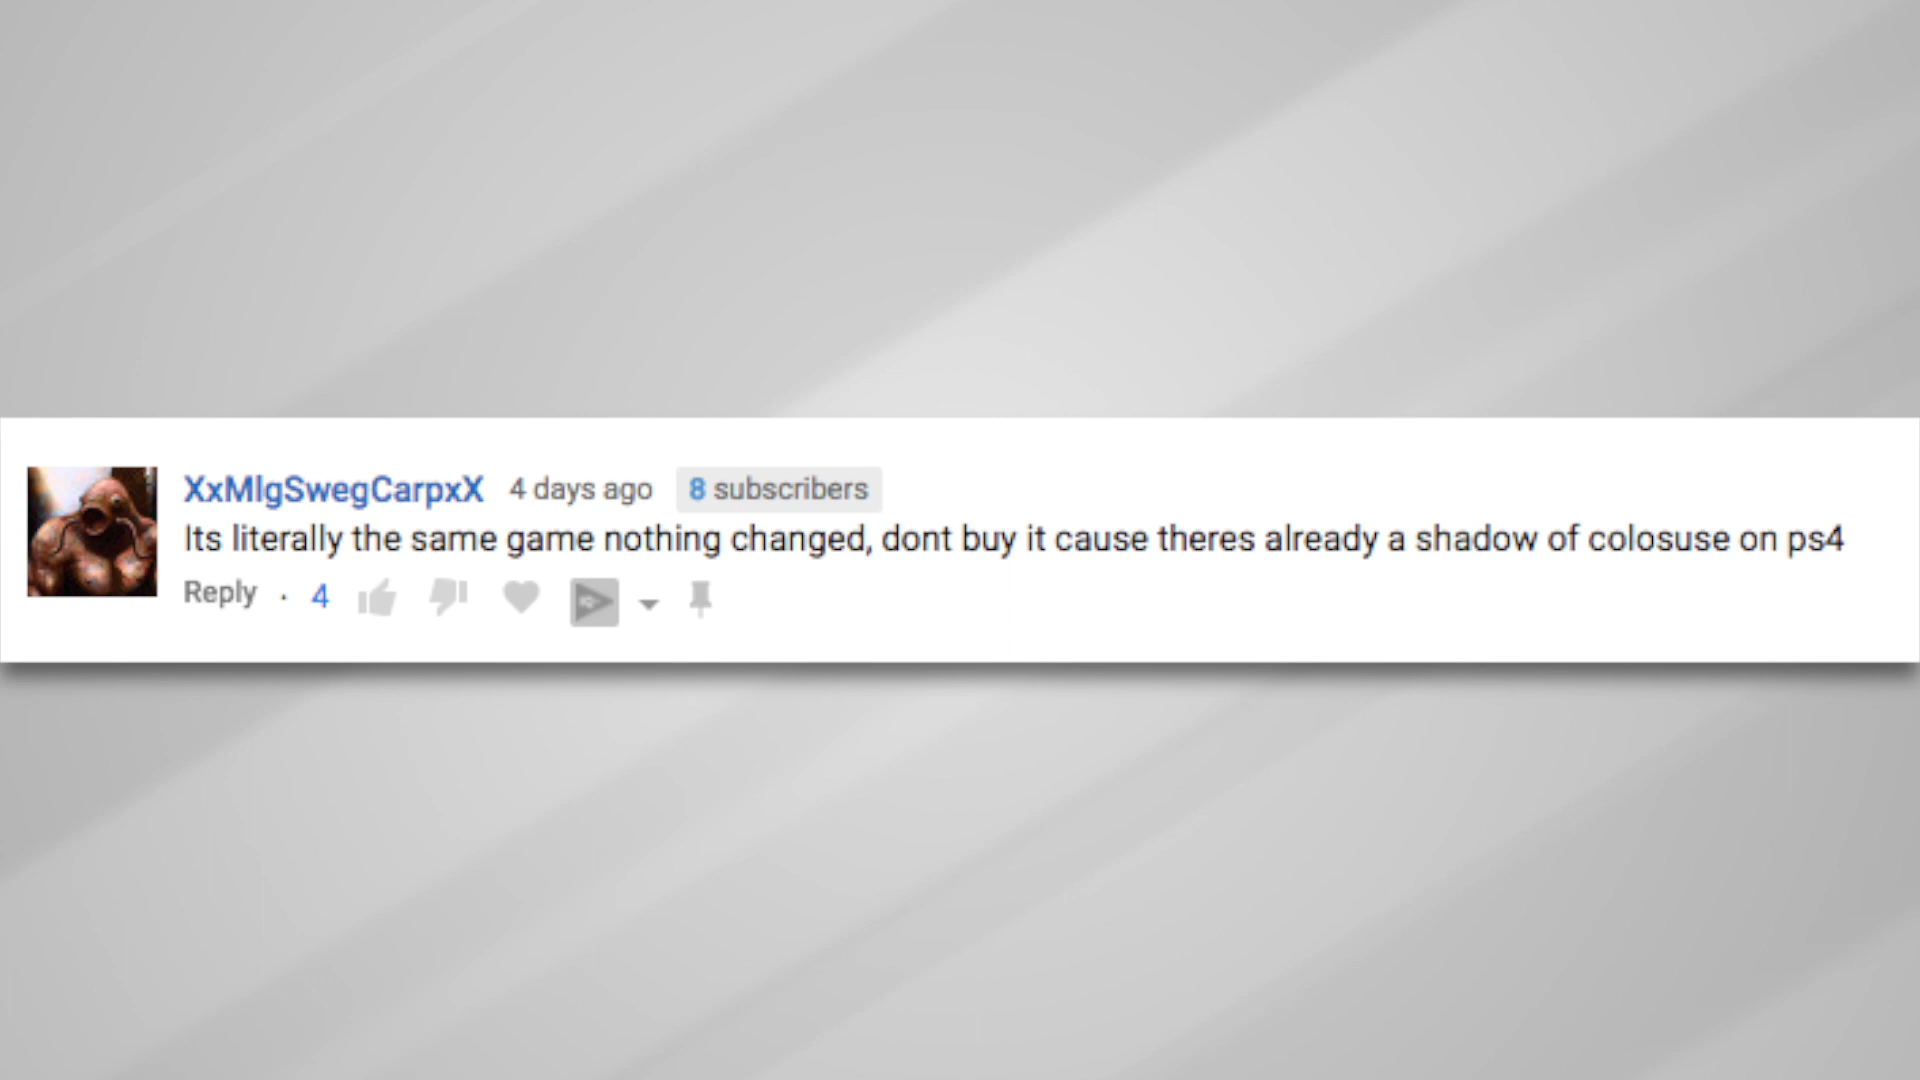 XxMlgSwegCarpxX 4 days ago 8 subscribers
Its literally the same game nothing changed, dont buy it cause theres already a shadow of colosuse on ps4
Reply · 4